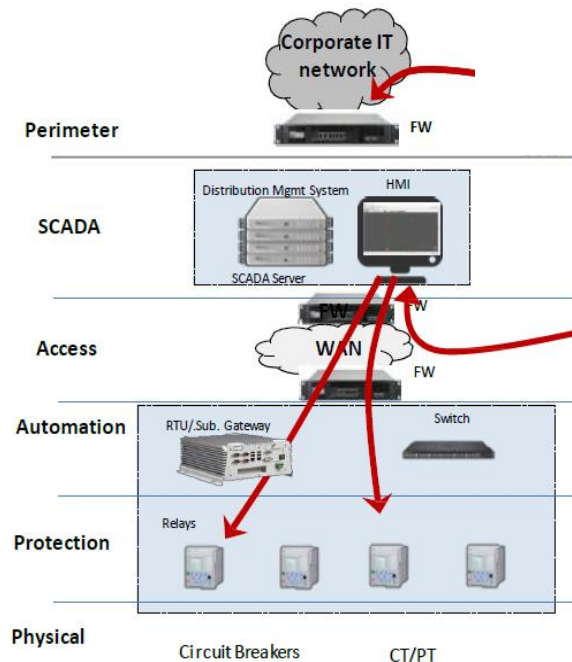 Corporate IT
network
Perimeter
FW
Distribution Mgmt System
HMI
SCADA
SCADA Server
FW
FW
Access
WAN
FW
Automation
RTU/.Sub. Gateway
Switch
Relays
Protection
Physical
Circuit Breakers
CT/PT